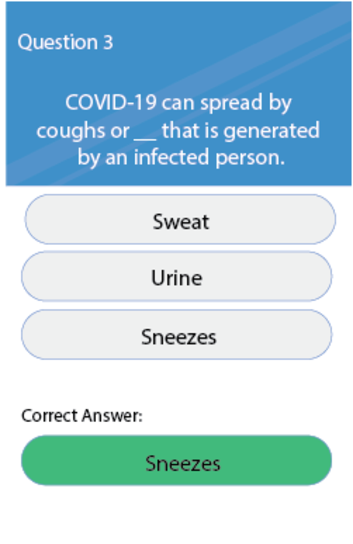 Question 3
COVID-19 can spread by
coughs or __ that is generated
by an infected person.
Sweat
Urine
Sneezes
Correct Answer:
Sneezes